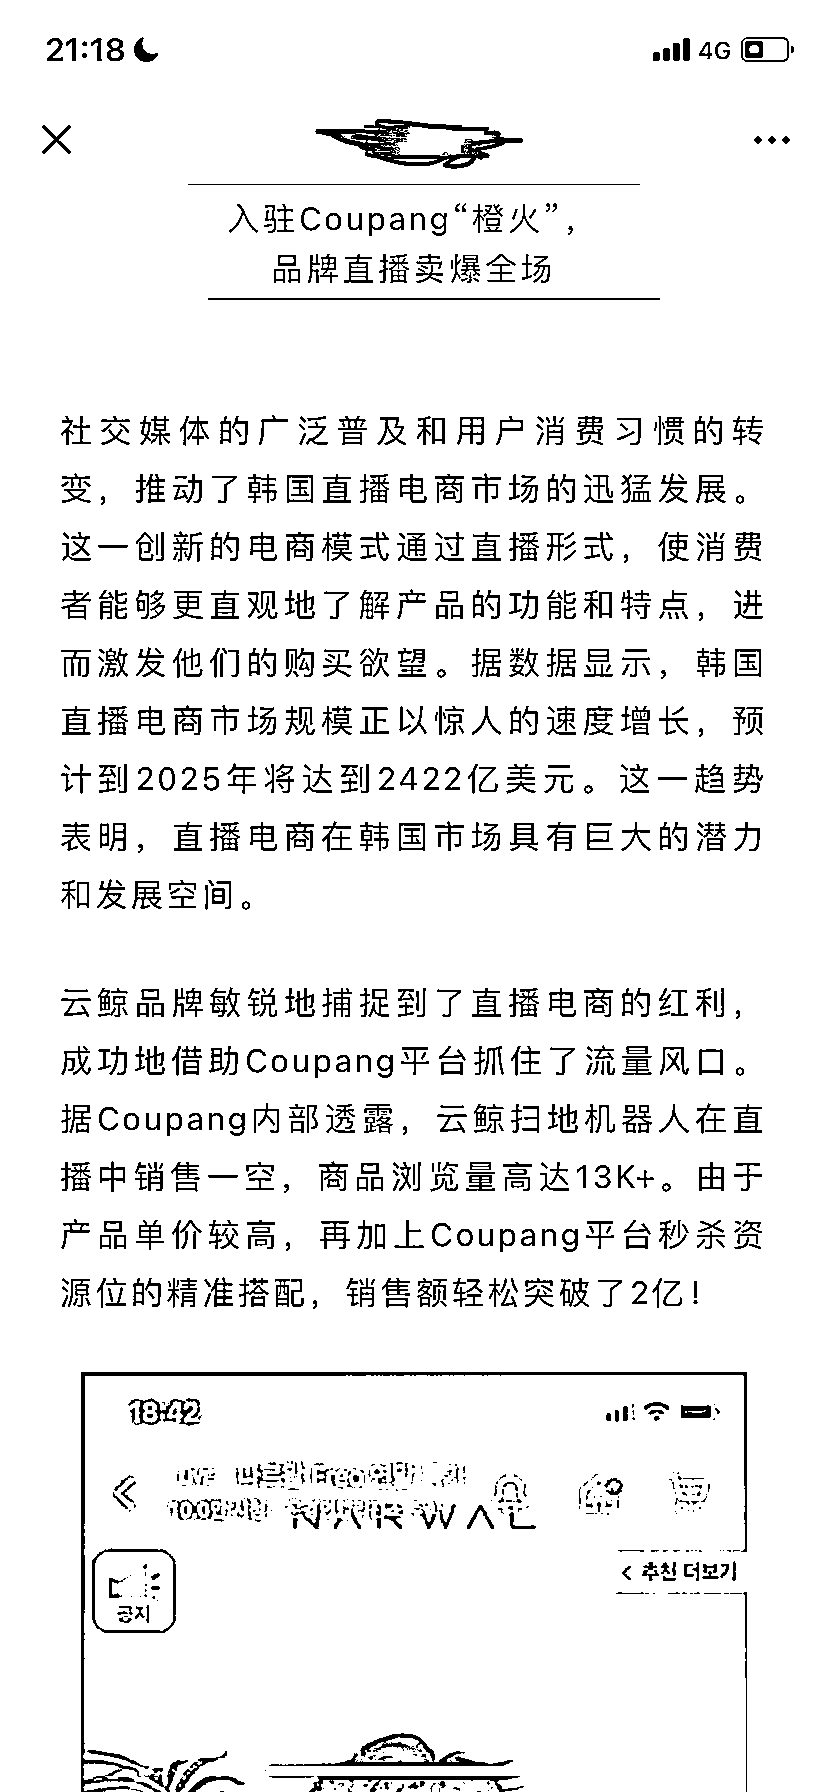 21:18
4G
入驻Coupang“橙火”，
品牌直播卖爆全场
社交媒体的广泛普及和用户消费习惯的转
变，推动了韩国直播电商市场的迅猛发展。
这一创新的电商模式通过直播形式，使消费
者能够更直观地了解产品的功能和特点，进
而激发他们的购买欲望。据数据显示，韩国
直播电商市场规模正以惊人的速度增长，预
计到2025年将达到2422亿美元。这一趋势
表明，直播电商在韩国市场具有巨大的潜力
和发展空间。
云鲸品牌敏锐地捕捉到了直播电商的红利，
成功地借助Coupang平台抓住了流量风口。
据Coupang内部透露，云鲸扫地机器人在直
播中销售一空，商品浏览量高达13K+。由于
产品单价较高，再加上Coupang平台秒杀资
源位的精准搭配，销售额轻松突破了2亿！
18:42
NARWAL
추천 더보기
공지